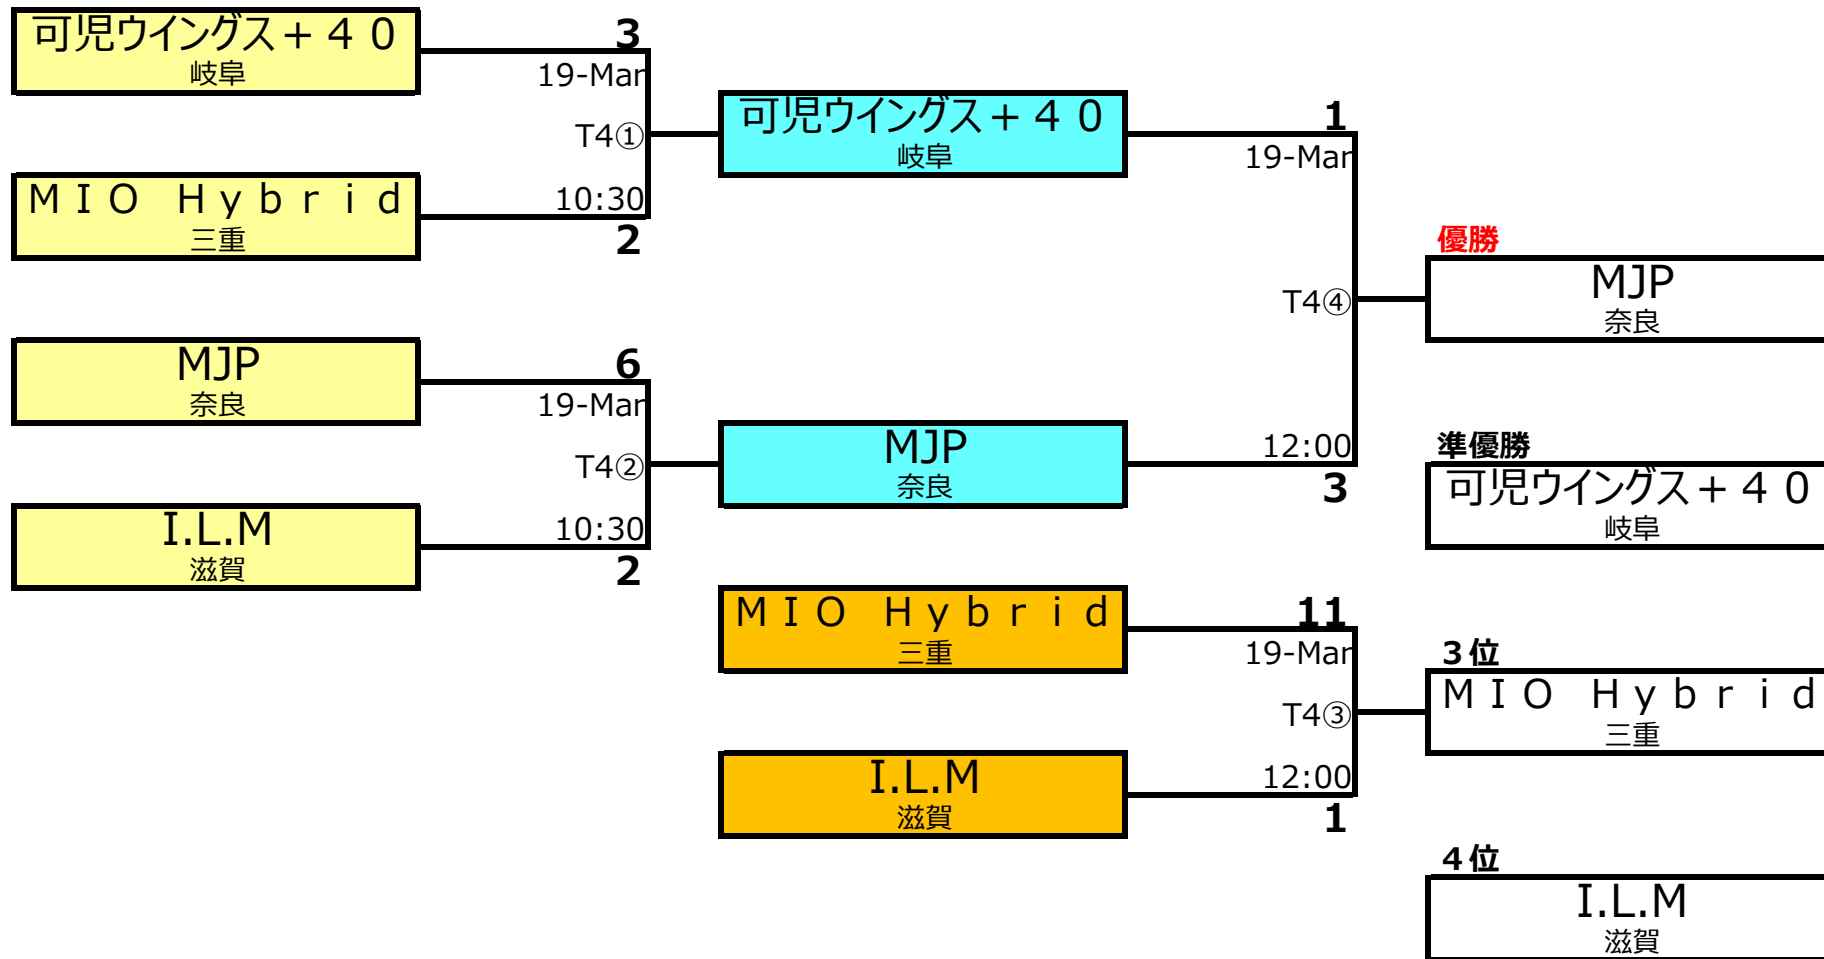 可児ウイングス＋４０
岐阜
3
19-Mar
T4①
ＭＩＯ　Ｈｙｂｒｉｄ
三重
10:30
2
MJP
奈良
6
19-Mar
T4②
I.L.M
滋賀
10:30
2
可児ウイングス＋４０
岐阜
1
19-Mar
T4④
MJP
奈良
12:00
3
ＭＩＯ　Ｈｙｂｒｉｄ
三重
11
19-Mar
T4③
I.L.M
滋賀
12:00
1
優勝
MJP
奈良
準優勝
可児ウイングス＋４０
岐阜
３位
ＭＩＯ　Ｈｙｂｒｉｄ
三重
４位
I.L.M
滋賀